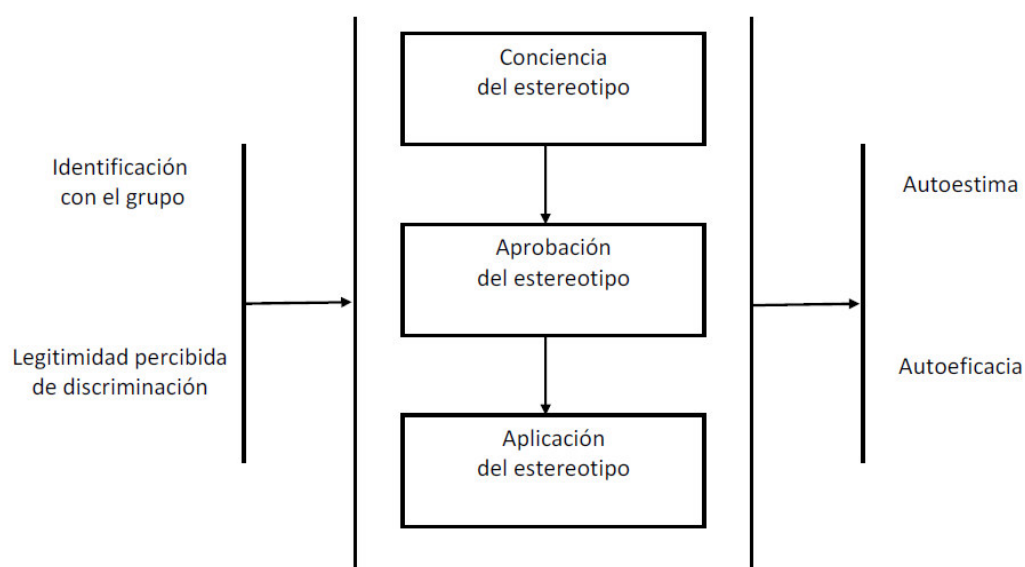 Conciencia
del estereotipo
Identificación
con el grupo
Autoestima
Aprobación
del estereotipo
Legitimidad percibida
de discriminación
Autoeficacia
Aplicación
del estereotipo